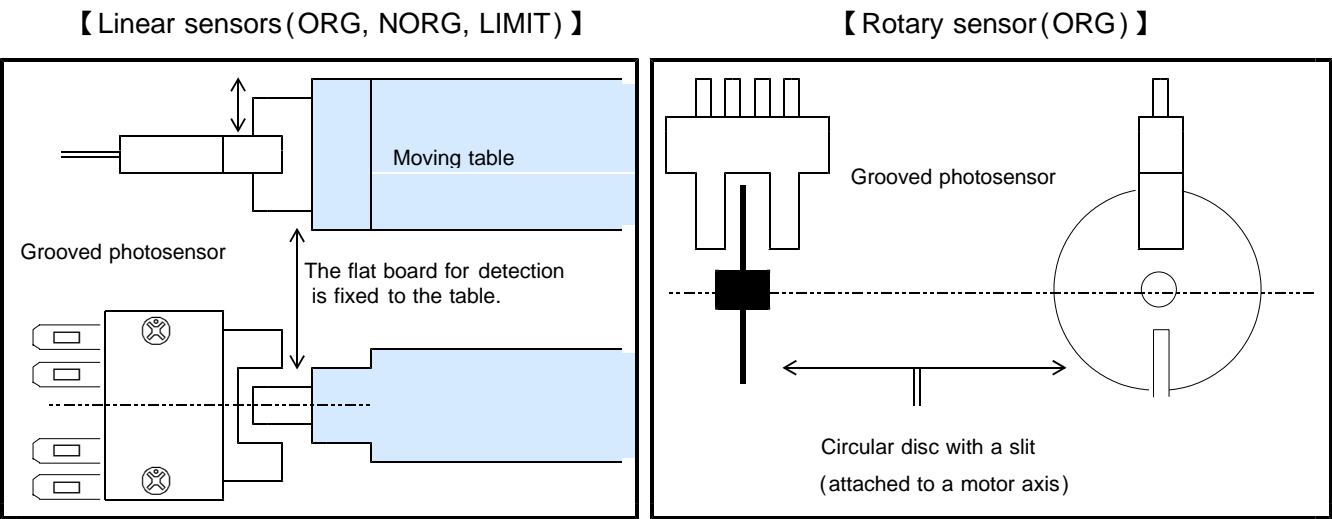 【Linear sensors(ORG, NORG, LIMIT)】
【Rotary sensor(ORG)】
Moving table
Grooved photosensor
The flat board for detection
is fixed to the table.
Grooved photosensor
Circular disc with a slit
(attached to a motor axis)